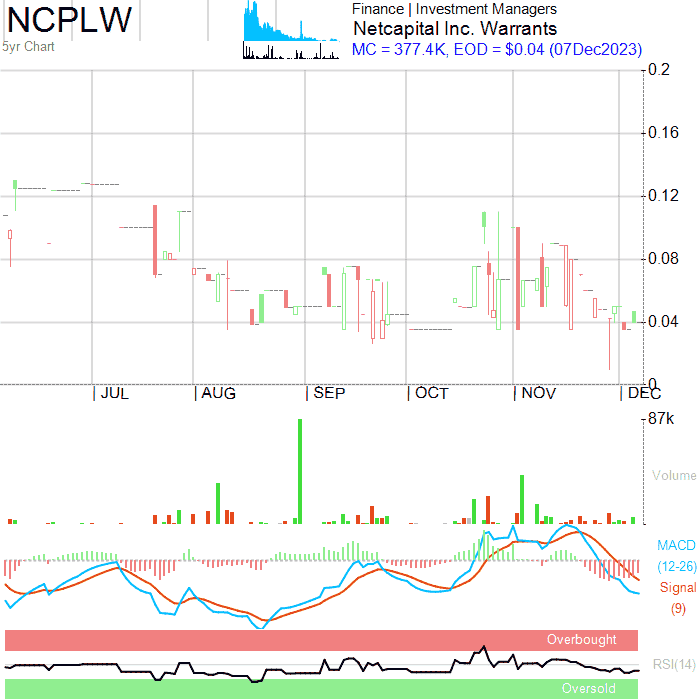 NCPLW
5yr Chart
Finance | Investment Managers
Netcapital Inc. Warrants
MC = 377.4K, EOD = $0.04 (07Dec2023)
0.2
0.16
0.12
0.08
0.04
0
JUL
AUG
SEP
OCT
NOV
DEC
87k
Volume
MACD
(12-26)
Signal
(9)
Overbought
RSI(14)
Oversold